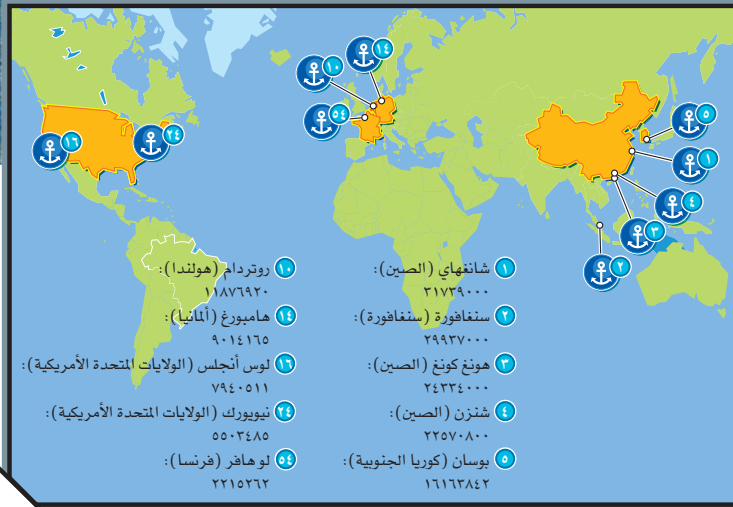 ١٤
١٠
٥٤
٢٤
١٦
٥
١
٤
٣
٢
١ شانغهاي (الصين):
٣١٧٣٩٠٠٠
٢ سنغافورة (سنغافورة):
٢٩٩٣٧٠٠٠
٣ هونغ كونغ (الصين):
٢٤٣٣٤٠٠٠
٤ شنزن (الصين):
٢٢٥٧٠٨٠٠
٥ بوسان (كوريا الجنوبية):
١٦١٦٣٨٤٢
١٠ روتردام (هولندا):
١١٨٧٦٩٢٠
١٤ هامبورغ (ألمانيا):
٩٠١٤١٦٥
١٦ لوس أنجلس (الولايات المتحدة الأمريكية):
٧٩٤٠٥١١
٢٤ نيويورك (الولايات المتحدة الأمريكية):
٥٥٠٣٤٨٥
٥٤ لو هافر (فرنسا):
٢٢١٥٢٦٢